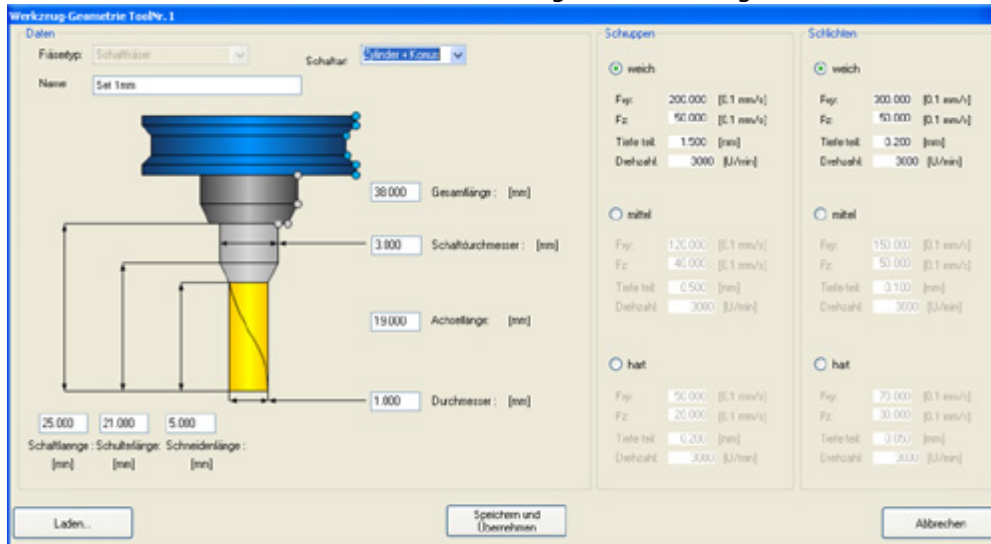 Werkzeug-Geometrie ToolNr. 1
Daten
Fräsertyp: Schaftfräser
Schaftart Zylinder + Konus
Name Set 1mm
38.000 Gesamtlänge : [mm]
3.000 Schaftdurchmesser : [mm]
19.000 Achsellänge: [mm]
1.000 Durchmesser : [mm]
25.000 21.000 5.000
Schaftlaenge : Schulterlänge: Schneidenlänge :
[mm] [mm] [mm]
Schruppen
weich
Fxy: 200.000 [0.1 mm/s]
Fz: 50.000 [0.1 mm/s]
Tiefe teil: 1.500 [mm]
Drehzahl: 3000 [U/min]
mittel
Fxy: 120.000 [0.1 mm/s]
Fz: 40.000 [0.1 mm/s]
Tiefe teil: 0.500 [mm]
Drehzahl: 3000 [U/min]
hart
Fxy: 50.000 [0.1 mm/s]
Fz: 20.000 [0.1 mm/s]
Tiefe teil: 0.200 [mm]
Drehzahl: 3000 [U/min]
Schlichten
weich
Fxy: 300.000 [0.1 mm/s]
Fz: 50.000 [0.1 mm/s]
Tiefe teil: 0.200 [mm]
Drehzahl: 3000 [U/min]
mittel
Fxy: 150.000 [0.1 mm/s]
Fz: 50.000 [0.1 mm/s]
Tiefe teil: 0.100 [mm]
Drehzahl: 3000 [U/min]
hart
Fxy: 70.000 [0.1 mm/s]
Fz: 30.000 [0.1 mm/s]
Tiefe teil: 0.050 [mm]
Drehzahl: 3000 [U/min]
Laden...
Speichern und
Übernehmen
Abbrechen